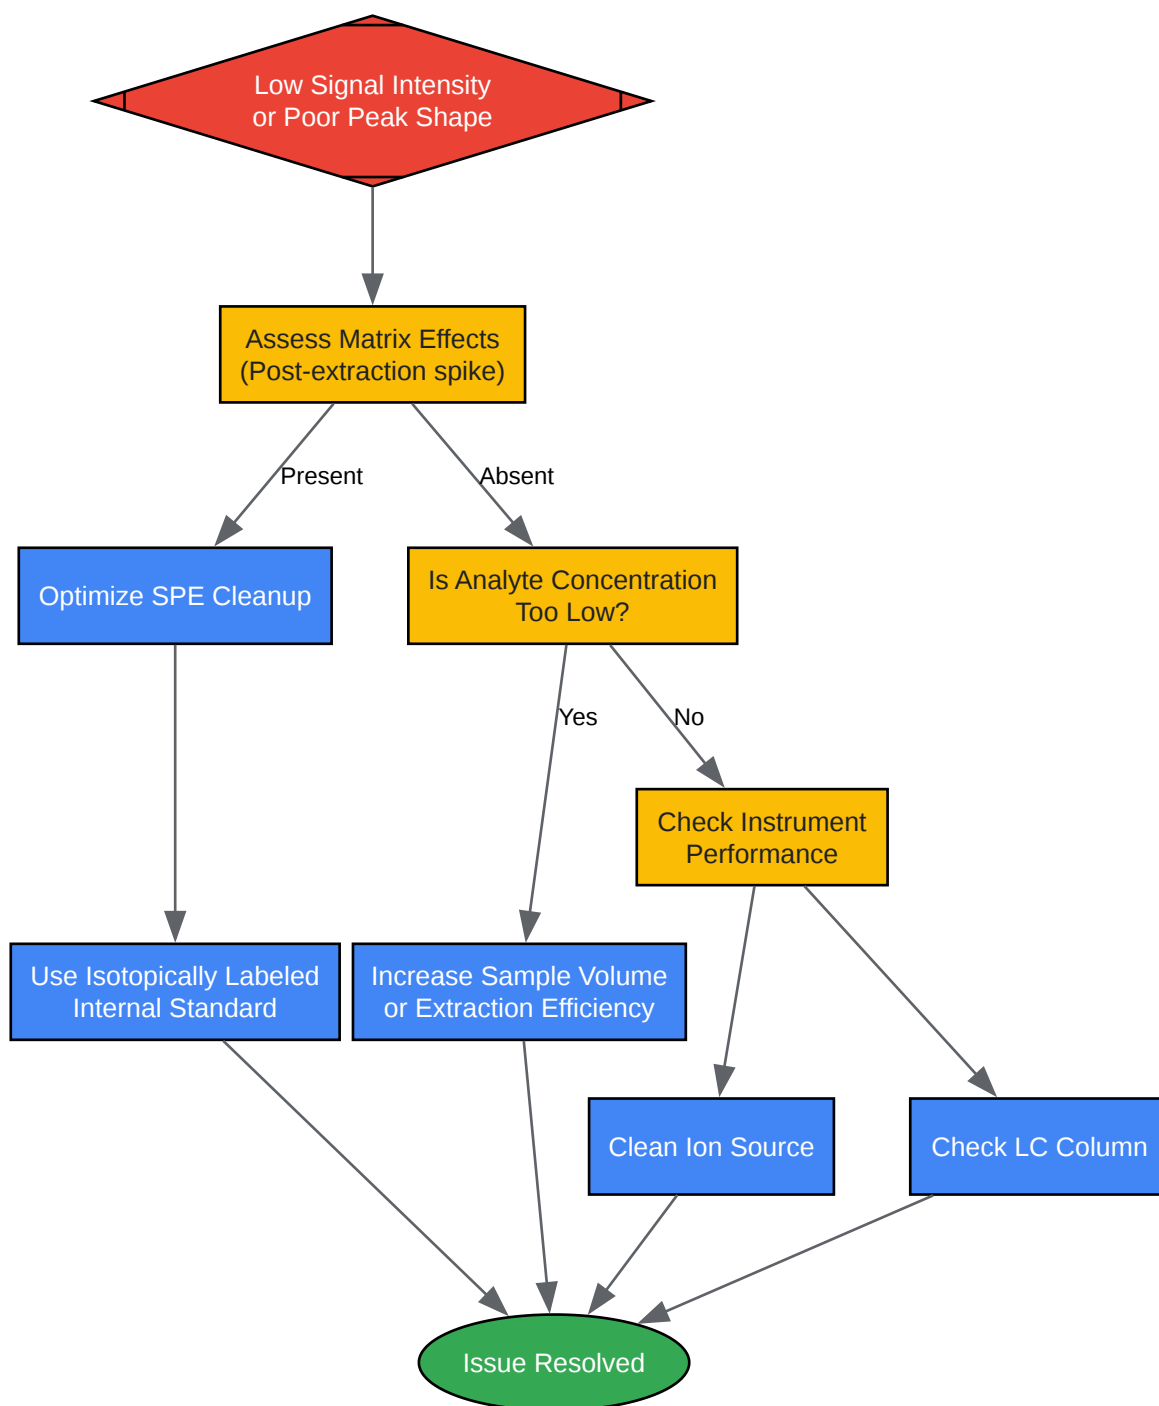 Low Signal Intensity
or Poor Peak Shape
Assess Matrix Effects
(Post-extraction spike)
Present
Absent
Optimize SPE Cleanup
Is Analyte Concentration
Too Low?
Yes
No
Check Instrument
Performance
Use Isotopically Labeled
Internal Standard
Increase Sample Volume
or Extraction Efficiency
Clean Ion Source
Check LC Column
Issue Resolved